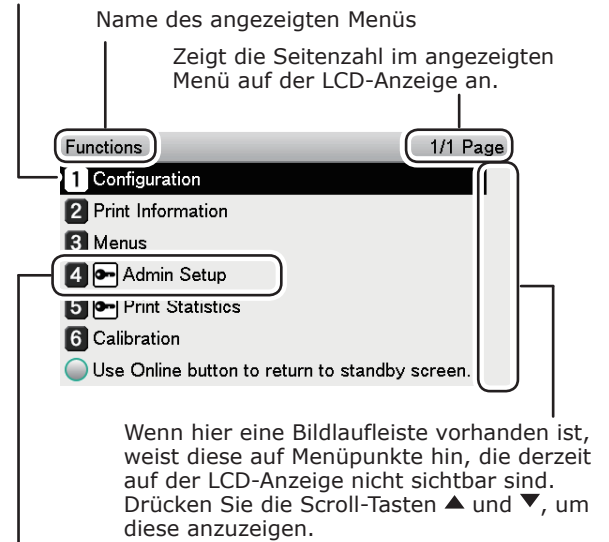 Name des angezeigten Menüs
Zeigt die Seitenzahl im angezeigten
Menü auf der LCD-Anzeige an.
Functions 1/1 Page
1 Configuration
2 Print Information
3 Menus
4 Admin Setup
5 Print Statistics
6 Calibration
Use Online button to return to standby screen.
Wenn hier eine Bildlaufleiste vorhanden ist,
weist diese auf Menüpunkte hin, die derzeit
auf der LCD-Anzeige nicht sichtbar sind.
Drücken Sie die Scroll-Tasten ▲ und ▼, um
diese anzuzeigen.